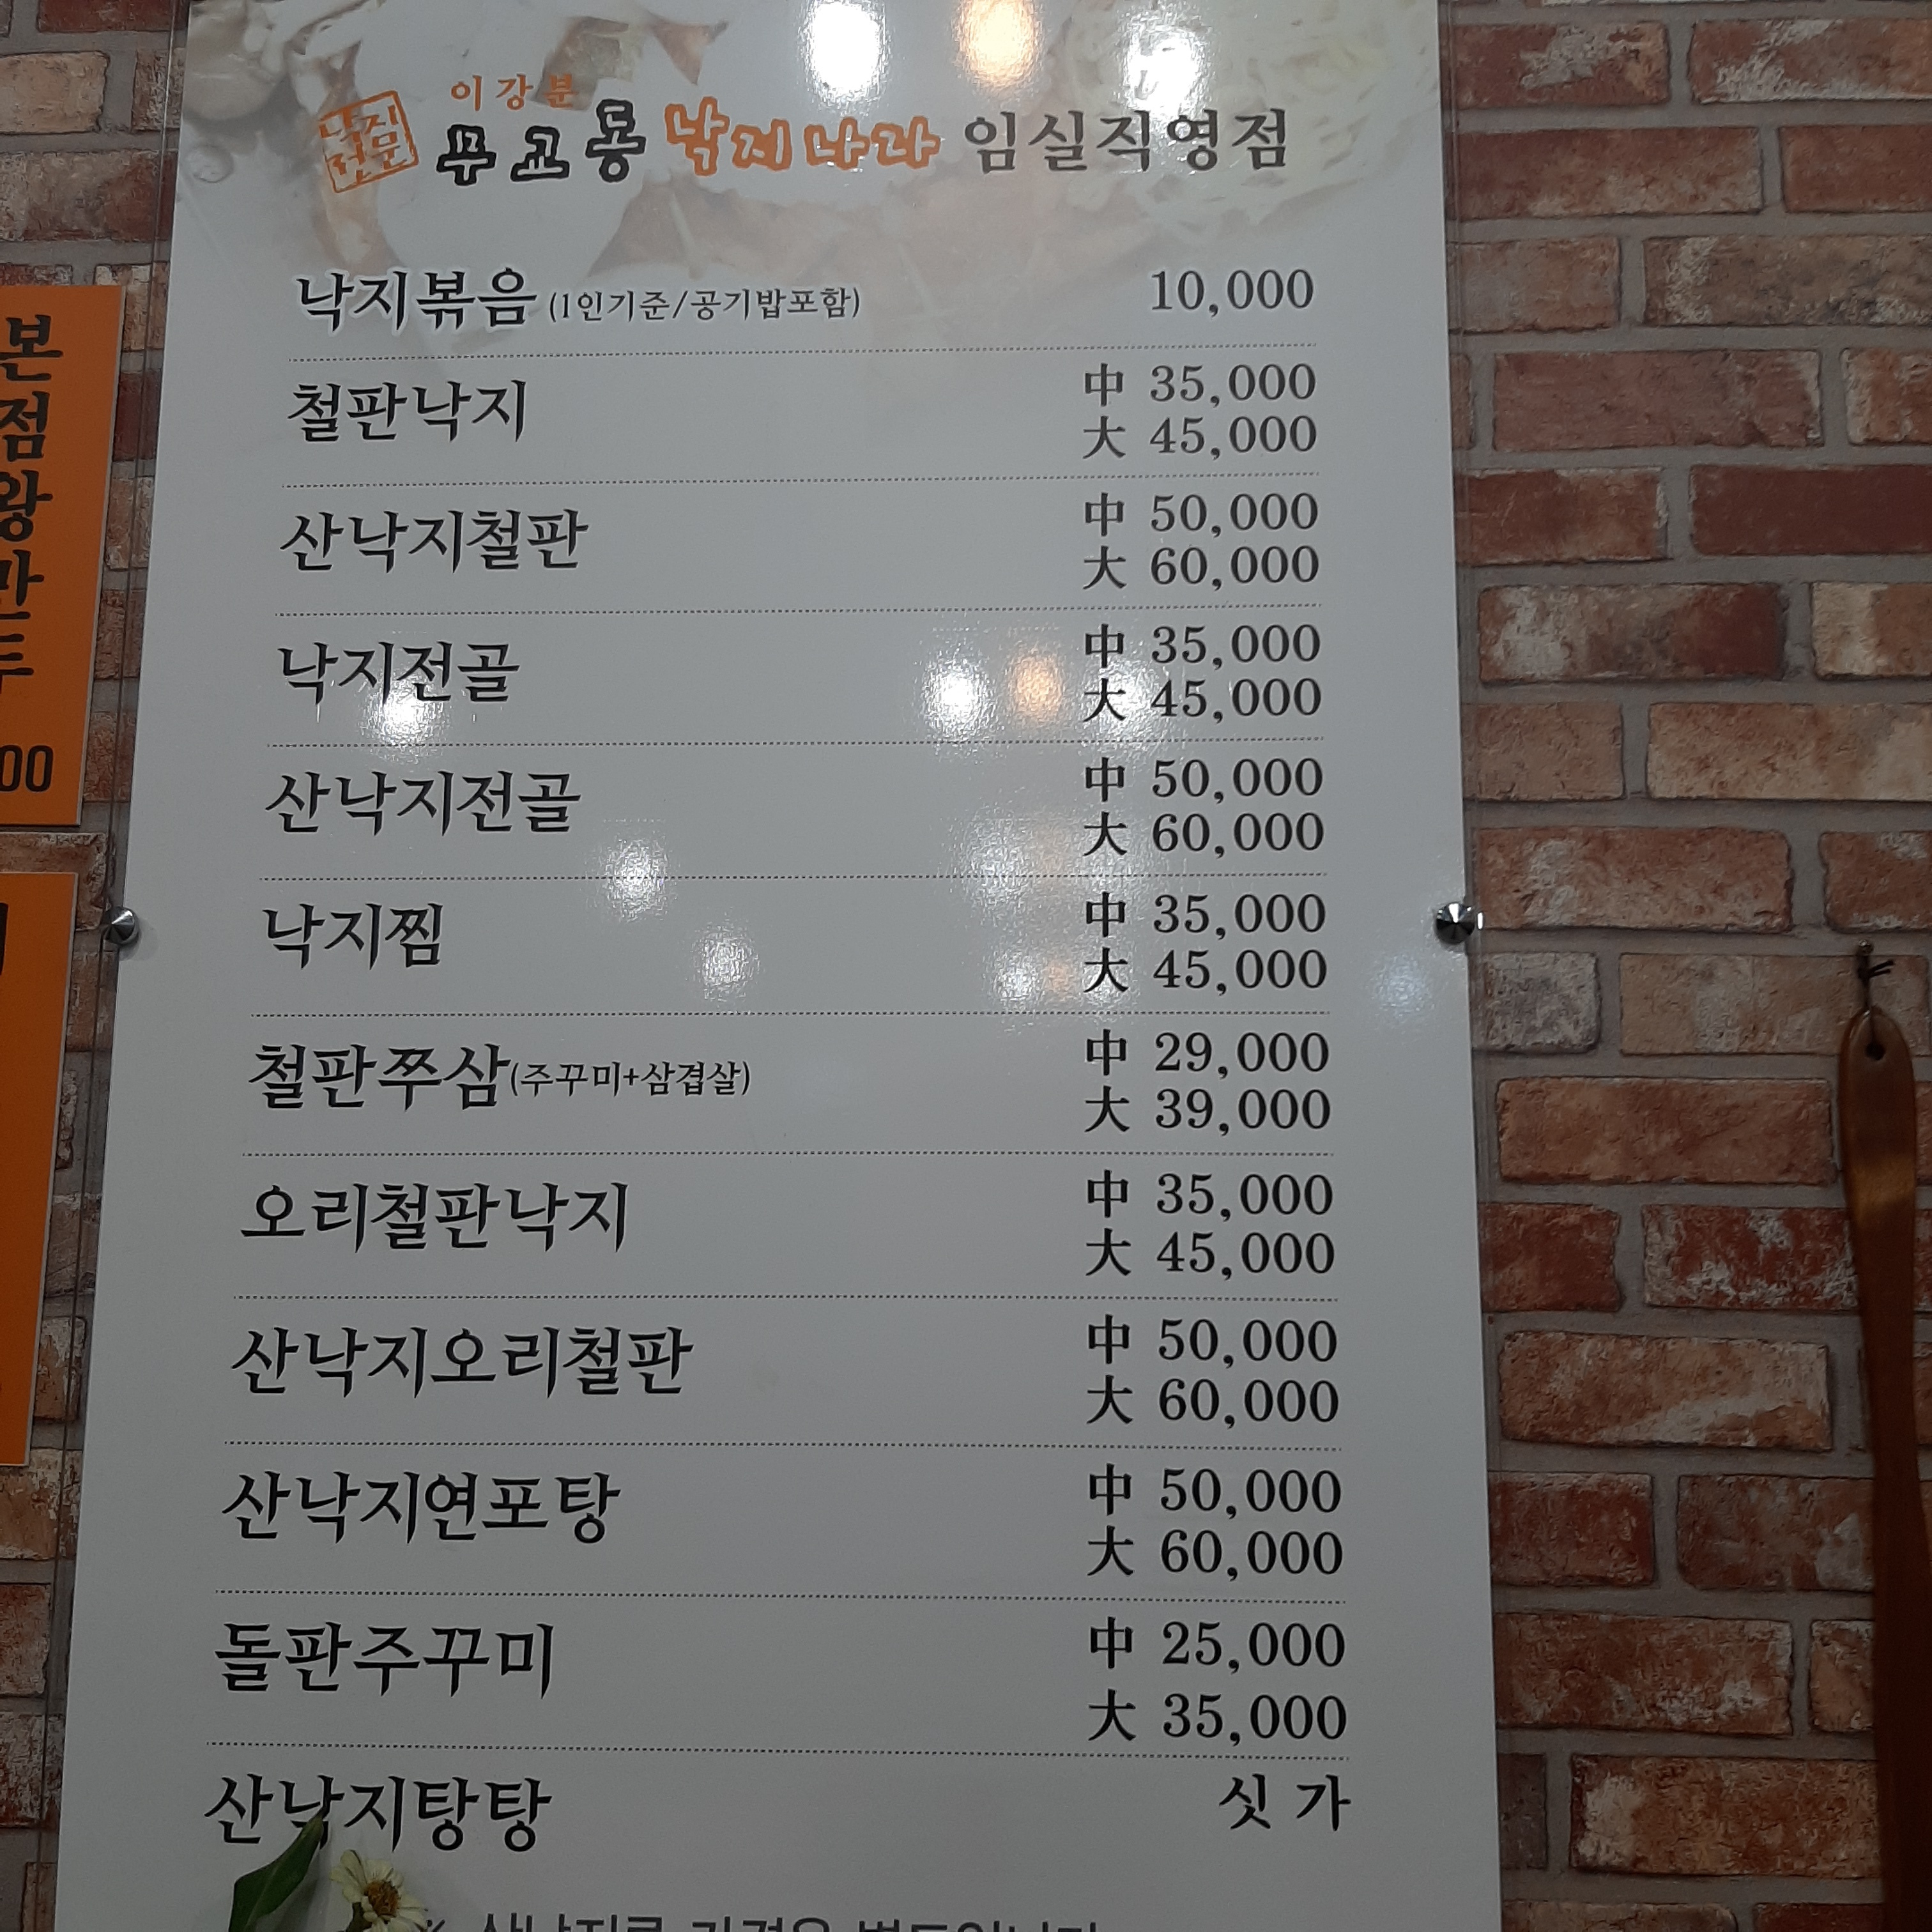 이강분
낙지
전문
무교동 낙지나라 임실직영점
낙지볶음 (1인기준/공기밥포함) 10,000
철판낙지 中 35,000
大 45,000
산낙지철판 中 50,000
大 60,000
낙지전골 中 35,000
大 45,000
산낙지전골 中 50,000
大 60,000
낙지찜 中 35,000
大 45,000
철판쭈삼(주꾸미+삼겹살) 中 29,000
大 39,000
오리철판낙지 中 35,000
大 45,000
산낙지오리철판 中 50,000
大 60,000
산낙지연포탕 中 50,000
大 60,000
돌판주꾸미 中 25,000
大 35,000
산낙지탕탕 싯가
본점왕만두
00